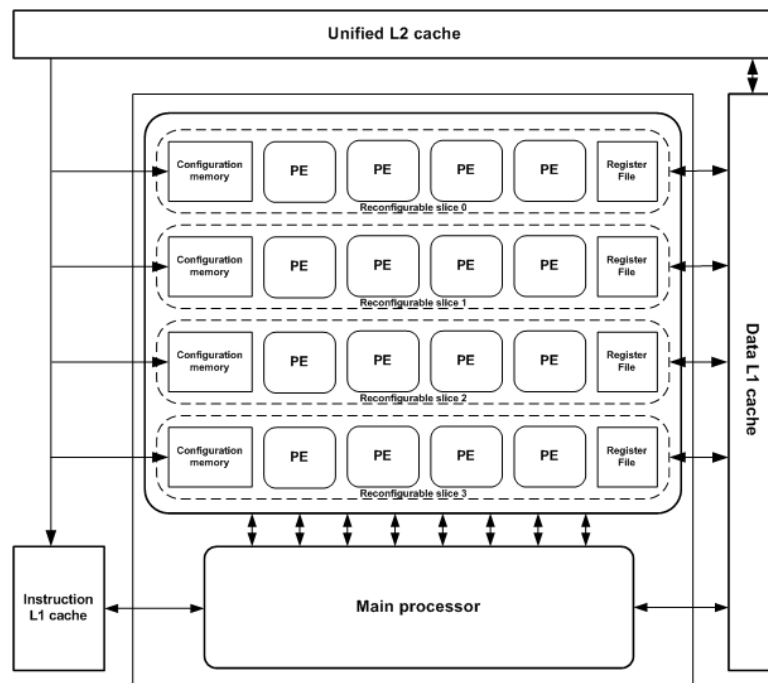 Unified L2 cache
Configuration
memory
PE
PE
PE
PE
Register
File
Reconfigurable slice 0
Configuration
memory
PE
PE
PE
PE
Register
File
Reconfigurable slice 1
Configuration
memory
PE
PE
PE
PE
Register
File
Reconfigurable slice 2
Configuration
memory
PE
PE
PE
PE
Register
File
Reconfigurable slice 3
Data L1 cache
Instruction
L1 cache
Main processor